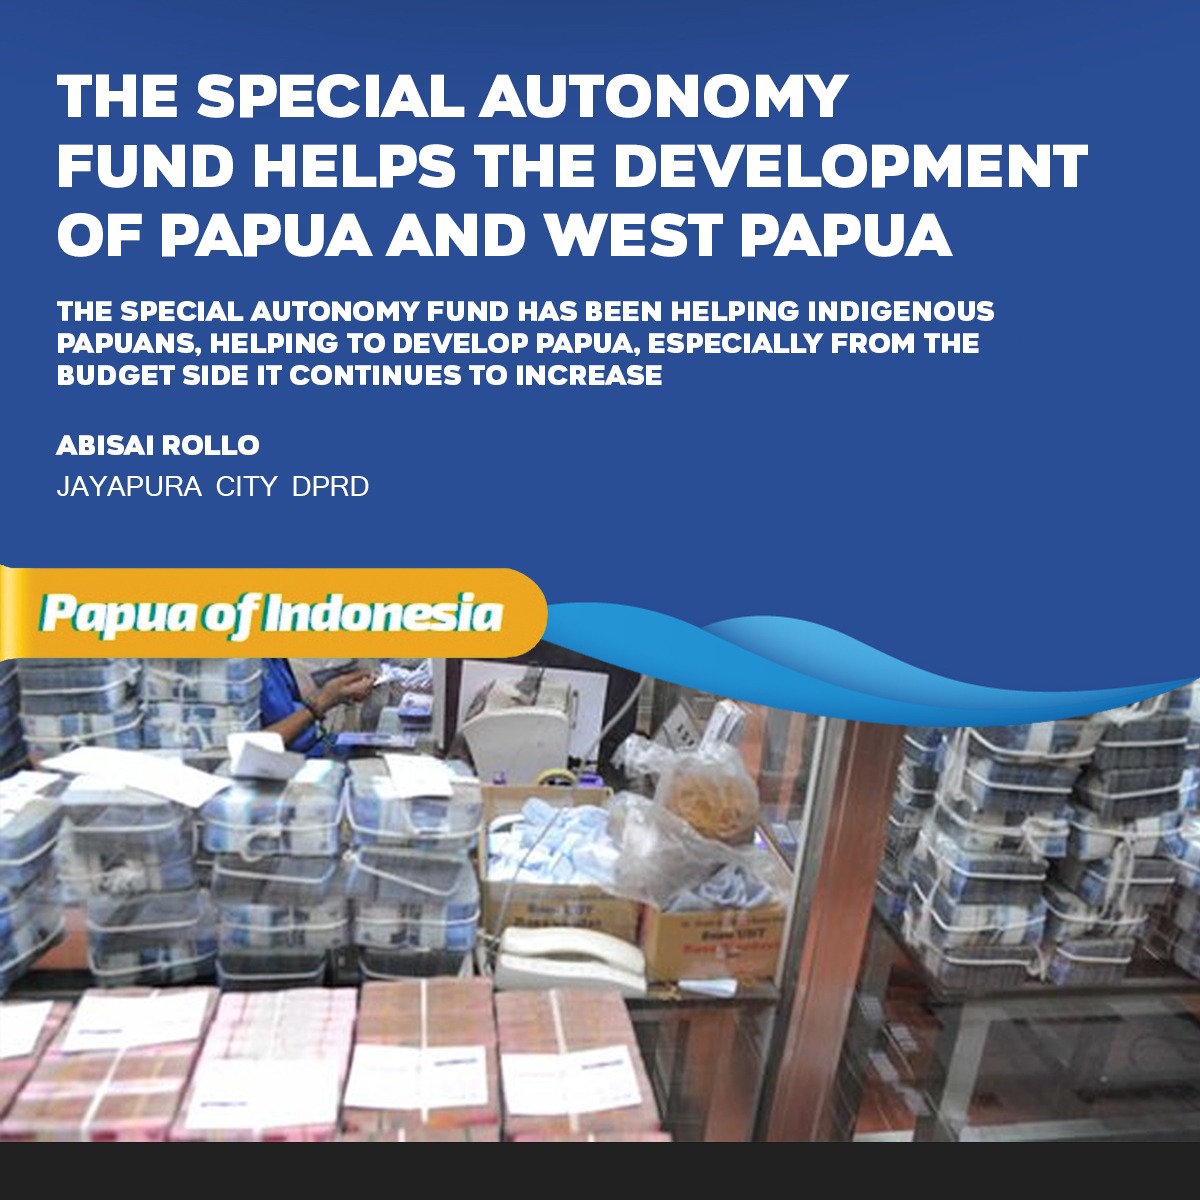 THE SPECIAL AUTONOMY
FUND HELPS THE DEVELOPMENT
OF PAPUA AND WEST PAPUA
THE SPECIAL AUTONOMY FUND HAS BEEN HELPING INDIGENOUS
PAPUANS, HELPING TO DEVELOP PAPUA, ESPECIALLY FROM THE
BUDGET SIDE IT CONTINUES TO INCREASE
ABISAI ROLLO
JAYAPURA CITY DPRD
Papua of Indonesia